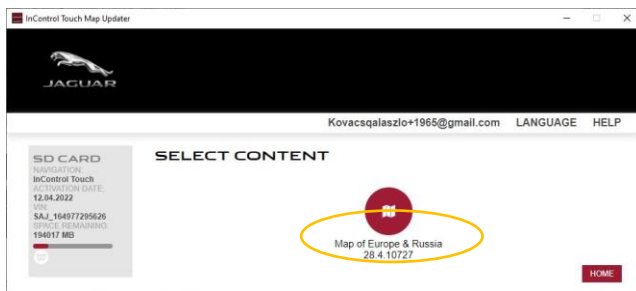 InControl Touch Map Updater
JAGUAR
Kovacsqalaszlo+1965@gmail.com LANGUAGE HELP
SD CARD
NAVIGATION:
InControl Touch
ACTIVATION DATE:
12.04.2022
VIN:
SAJ_164977295626
SPACE REMAINING:
194017 MB
SELECT CONTENT
Map of Europe & Russia
28.4.10727
HOME